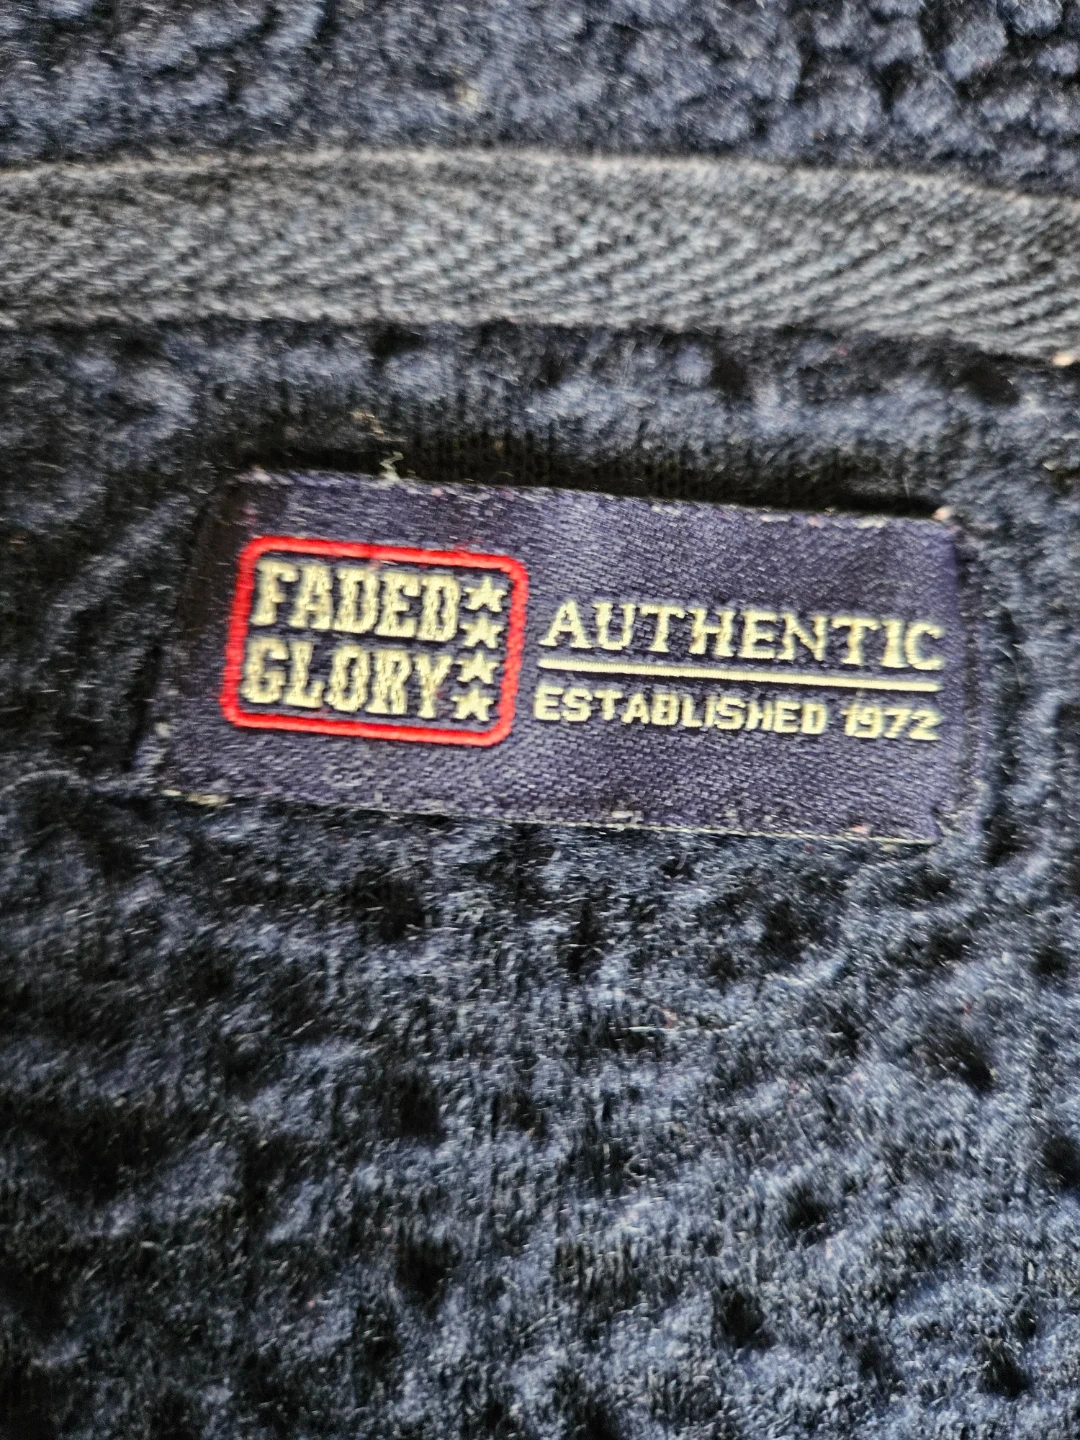 FADED
GLORY
AUTHENTIC
ESTABLISHED 1972